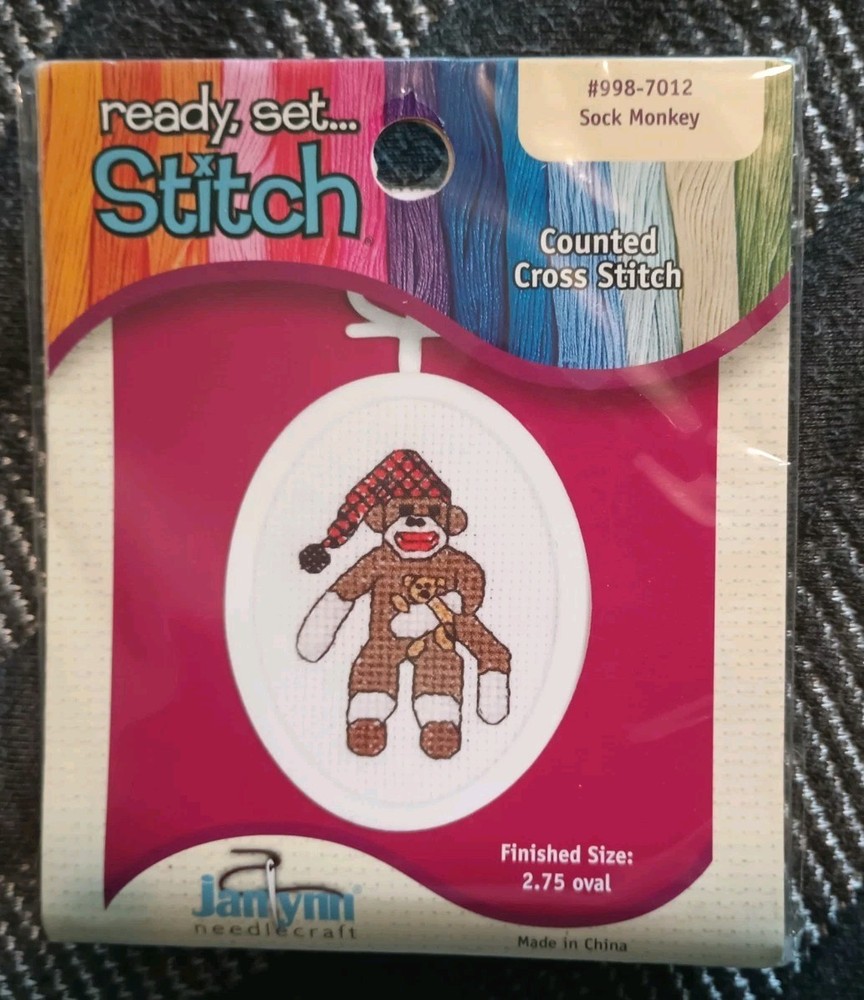 ready, set...
Stitch®
#998-7012
Sock Monkey
Counted
Cross Stitch
Finished Size:
2.75 oval
janlynn®
needlecraft
Made in China